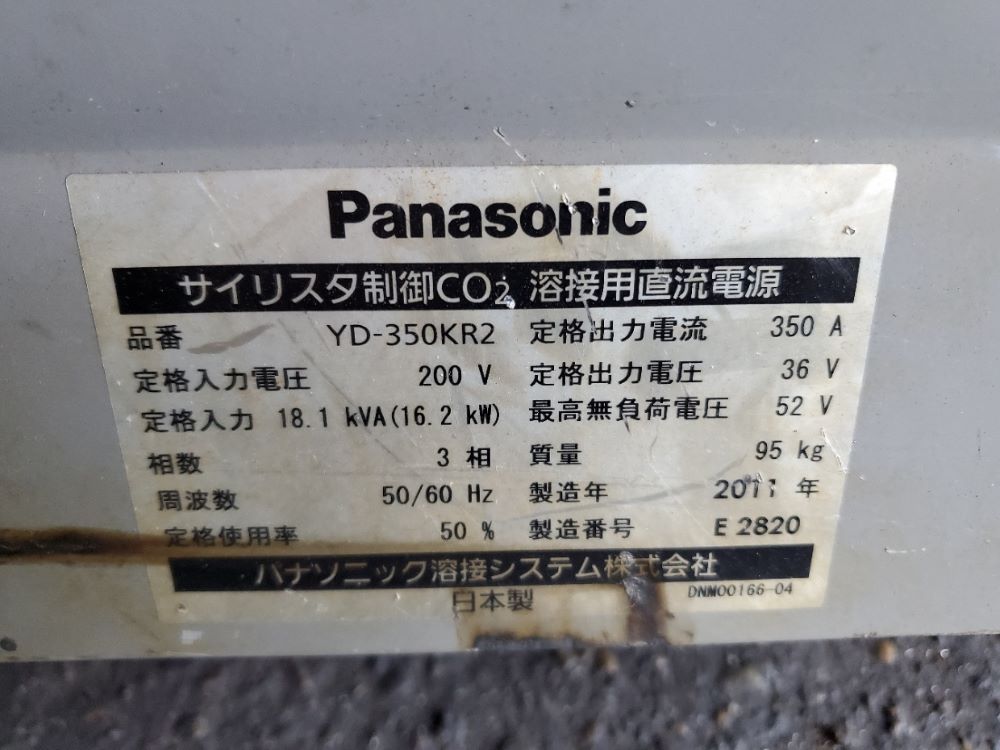 Panasonic
サイリスタ制御CO₂ 溶接用直流電源
品番 YD-350KR2 定格出力電流 350 A
定格入力電圧 200 V 定格出力電圧 36 V
定格入力 18.1 kVA(16.2 kW) 最高無負荷電圧 52 V
相数 3 相 質量 95 kg
周波数 50/60 Hz 製造年 2011 年
定格使用率 50 % 製造番号 E 2820
パナソニック溶接システム株式会社
日本製 DNM00166-04